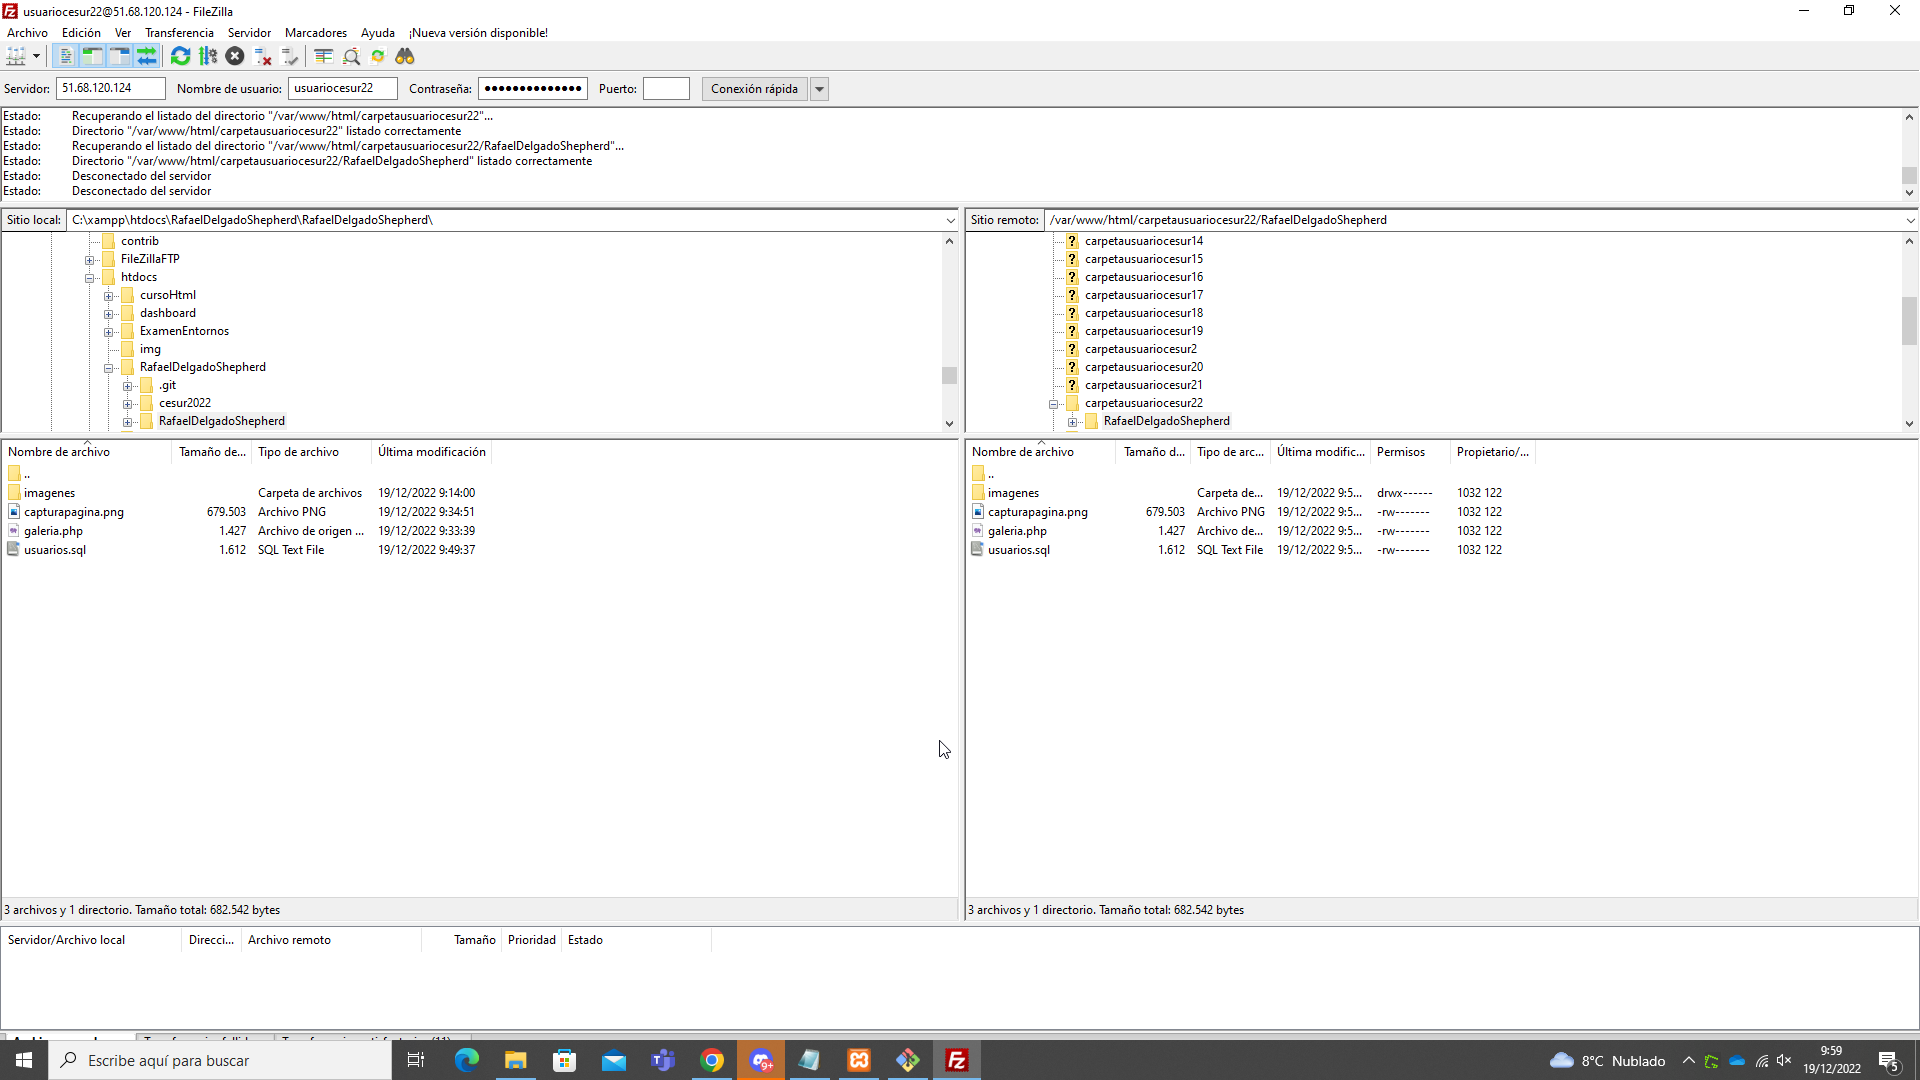 usuariocesur22@51.68.120.124 - FileZilla
Archivo Edición Ver Transferencia Servidor Marcadores Ayuda ¡Nueva versión disponible!
Servidor: 51.68.120.124 Nombre de usuario: usuariocesur22 Contraseña: ●●●●●●●●●●●●●● Puerto: Conexión rápida
Estado: Recuperando el listado del directorio "/var/www/html/carpetausuariocesur22"...
Estado: Directorio "/var/www/html/carpetausuariocesur22" listado correctamente
Estado: Recuperando el listado del directorio "/var/www/html/carpetausuariocesur22/RafaelDelgadoShepherd"...
Estado: Directorio "/var/www/html/carpetausuariocesur22/RafaelDelgadoShepherd" listado correctamente
Estado: Desconectado del servidor
Estado: Desconectado del servidor
Sitio local: C:\xampp\htdocs\RafaelDelgadoShepherd\RafaelDelgadoShepherd\
contrib
FileZillaFTP
htdocs
cursoHtml
dashboard
ExamenEntornos
img
RafaelDelgadoShepherd
.git
cesur2022
RafaelDelgadoShepherd
Sitio remoto: /var/www/html/carpetausuariocesur22/RafaelDelgadoShepherd
carpetausuariocesur14
carpetausuariocesur15
carpetausuariocesur16
carpetausuariocesur17
carpetausuariocesur18
carpetausuariocesur19
carpetausuariocesur2
carpetausuariocesur20
carpetausuariocesur21
carpetausuariocesur22
RafaelDelgadoShepherd
Nombre de archivo Tamaño de... Tipo de archivo Última modificación
..
imagenes Carpeta de archivos 19/12/2022 9:14:00
capturapagina.png 679.503 Archivo PNG 19/12/2022 9:34:51
galeria.php 1.427 Archivo de origen ... 19/12/2022 9:33:39
usuarios.sql 1.612 SQL Text File 19/12/2022 9:49:37
3 archivos y 1 directorio. Tamaño total: 682.542 bytes
Nombre de archivo Tamaño d... Tipo de arc... Última modific... Permisos Propietario/...
..
imagenes Carpeta de... 19/12/2022 9:5... drwx------ 1032 122
capturapagina.png 679.503 Archivo PNG 19/12/2022 9:5... -rw------- 1032 122
galeria.php 1.427 Archivo de... 19/12/2022 9:5... -rw------- 1032 122
usuarios.sql 1.612 SQL Text File 19/12/2022 9:5... -rw------- 1032 122
3 archivos y 1 directorio. Tamaño total: 682.542 bytes
Servidor/Archivo local Direcci... Archivo remoto Tamaño Prioridad Estado
Escribe aquí para buscar
9+
8°C Nublado
9:59
19/12/2022
5